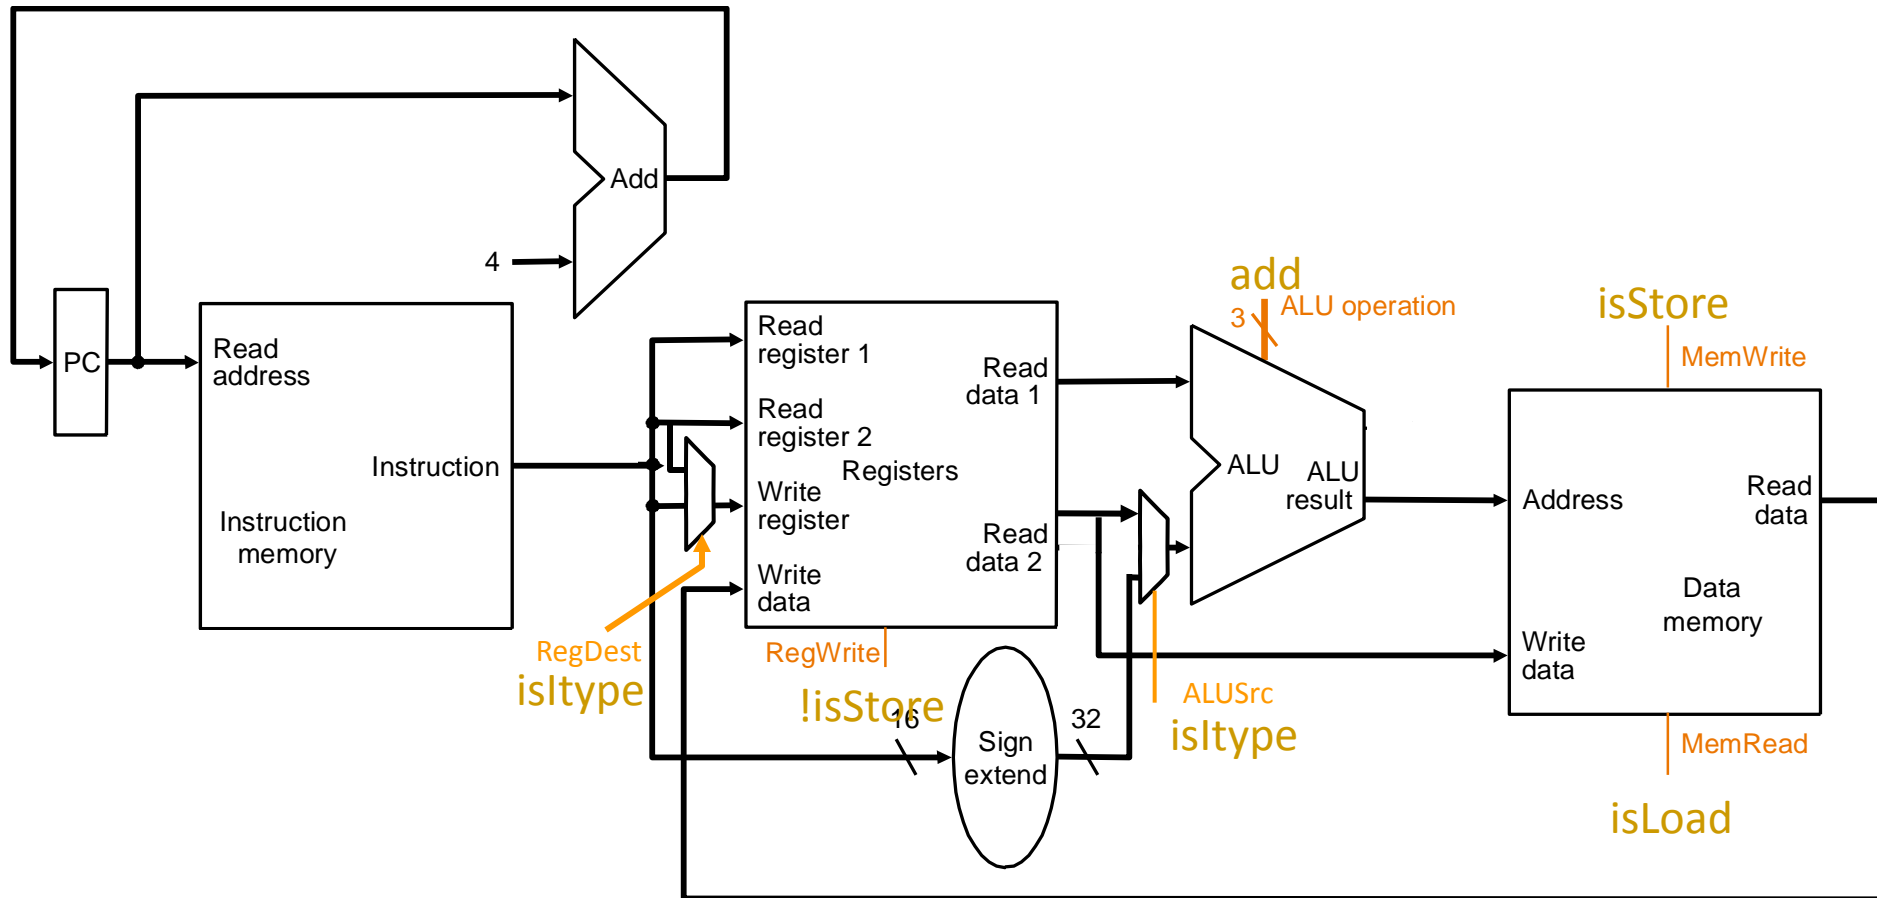 Add
4
add
3
ALU operation
isStore
MemWrite
PC
Read
address
Instruction
Instruction
memory
Read
register 1
Read
register 2
Registers
Write
register
Write
data
Read
data 1
Read
data 2
RegDest
isItype
RegWrite
!isStore
16
Sign
extend
32
ALUSrc
isItype
ALU
ALU
result
Address
Read
data
Data
memory
Write
data
MemRead
isLoad